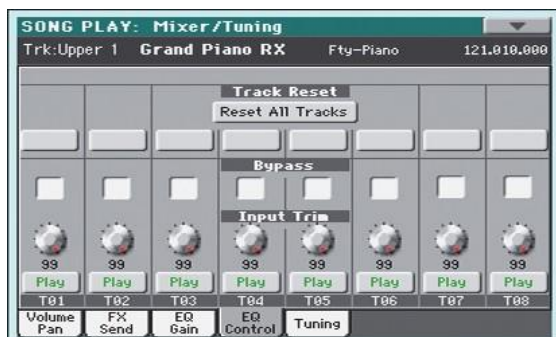 SONG PLAY: Mixer/Tuning
Trk:Upper 1 Grand Piano RX Fty-Piano 121.010.000
Track Reset
Reset All Tracks
Bypass
Input Trim
99 99 99 99 99 99 99 99
Play Play Play Play Play Play Play Play
T01 T02 T03 T04 T05 T06 T07 T08
Volume Pan FX Send EQ Gain EQ Control Tuning